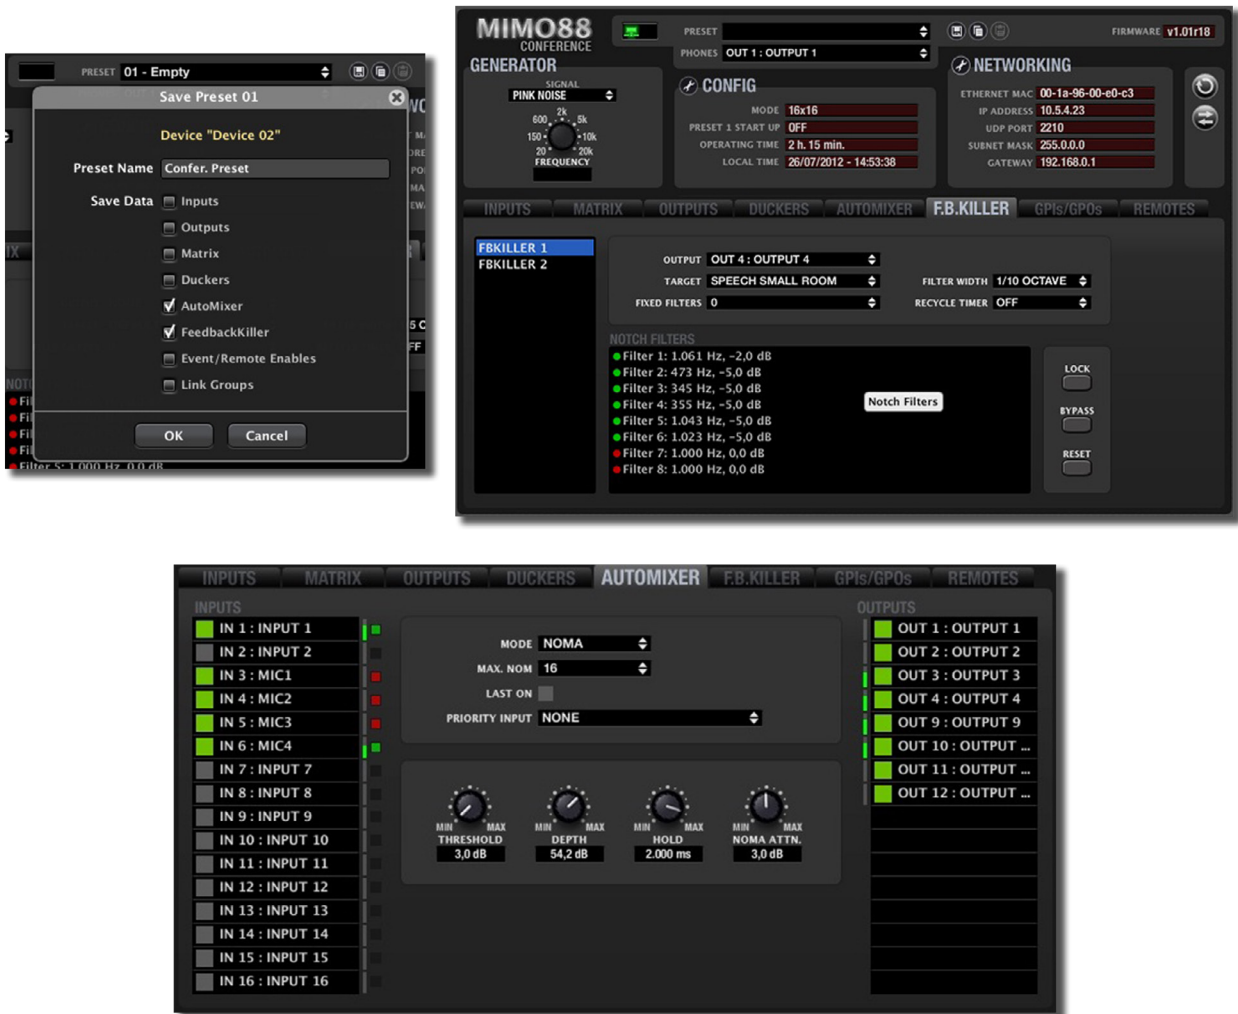 PRESET 01 - Empty
Save Preset 01
Device "Device 02"
Preset Name Confer. Preset
Save Data Inputs
Outputs
Matrix
Duckers
AutoMixer
FeedbackKiller
Event/Remote Enables
Link Groups
OK Cancel
Filter 5: 1.000 Hz, 0,0 dB
MIMO88
CONFERENCE
PRESET
PHONES OUT 1 : OUTPUT 1
FIRMWARE v1.01r18
GENERATOR
SIGNAL
PINK NOISE
2k
600 5k
150 10k
20 20k
FREQUENCY
CONFIG
MODE 16x16
PRESET 1 START UP OFF
OPERATING TIME 2 h. 15 min.
LOCAL TIME 26/07/2012 - 14:53:38
NETWORKING
ETHERNET MAC 00-1a-96-00-e0-c3
IP ADDRESS 10.5.4.23
UDP PORT 2210
SUBNET MASK 255.0.0.0
GATEWAY 192.168.0.1
INPUTS MATRIX OUTPUTS DUCKERS AUTOMIXER F.B.KILLER GPIs/GPOs REMOTES
FBKILLER 1
FBKILLER 2
OUTPUT OUT 4 : OUTPUT 4
TARGET SPEECH SMALL ROOM FILTER WIDTH 1/10 OCTAVE
FIXED FILTERS 0 RECYCLE TIMER OFF
NOTCH FILTERS
Filter 1: 1.061 Hz, -2,0 dB
Filter 2: 473 Hz, -5,0 dB
Filter 3: 345 Hz, -5,0 dB
Filter 4: 355 Hz, -5,0 dB
Filter 5: 1.043 Hz, -5,0 dB
Filter 6: 1.023 Hz, -5,0 dB
Filter 7: 1.000 Hz, 0,0 dB
Filter 8: 1.000 Hz, 0,0 dB
Notch Filters
LOCK
BYPASS
RESET
INPUTS MATRIX OUTPUTS DUCKERS AUTOMIXER F.B.KILLER GPIs/GPOs REMOTES
INPUTS
IN 1 : INPUT 1
IN 2 : INPUT 2
IN 3 : MIC1
IN 4 : MIC2
IN 5 : MIC3
IN 6 : MIC4
IN 7 : INPUT 7
IN 8 : INPUT 8
IN 9 : INPUT 9
IN 10 : INPUT 10
IN 11 : INPUT 11
IN 12 : INPUT 12
IN 13 : INPUT 13
IN 14 : INPUT 14
IN 15 : INPUT 15
IN 16 : INPUT 16
MODE NOMA
MAX. NOM 16
LAST ON
PRIORITY INPUT NONE
MIN MAX MIN MAX MIN MAX MIN MAX
THRESHOLD DEPTH HOLD NOMA ATTN.
3,0 dB 54,2 dB 2.000 ms 3,0 dB
OUTPUTS
OUT 1 : OUTPUT 1
OUT 2 : OUTPUT 2
OUT 3 : OUTPUT 3
OUT 4 : OUTPUT 4
OUT 9 : OUTPUT 9
OUT 10 : OUTPUT ...
OUT 11 : OUTPUT ...
OUT 12 : OUTPUT ...